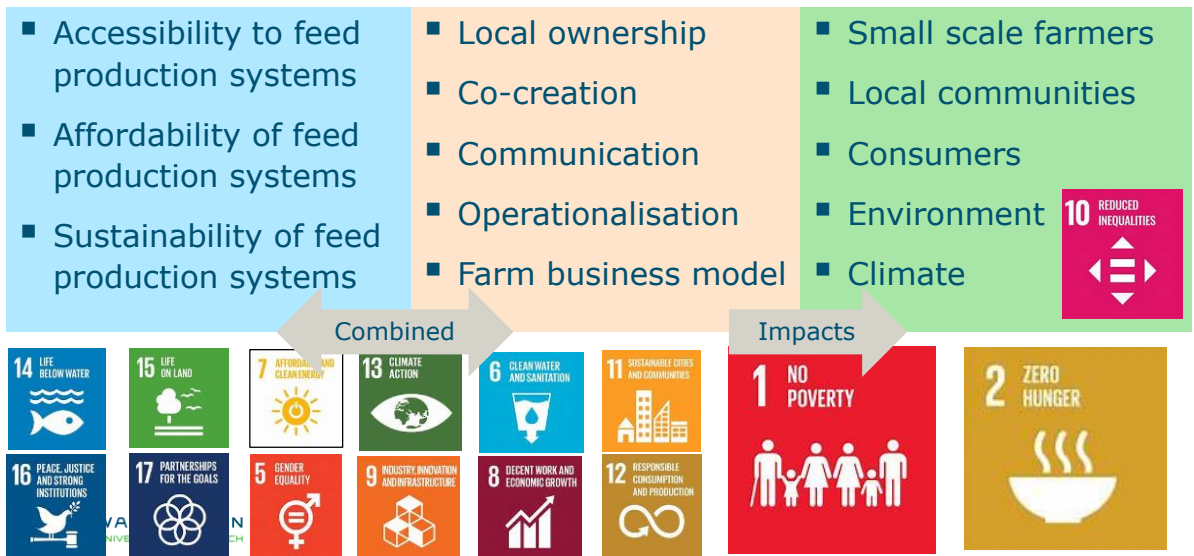 ▪ Accessibility to feed
production systems
▪ Affordability of feed
production systems
▪ Sustainability of feed
production systems
▪ Local ownership
▪ Co-creation
▪ Communication
▪ Operationalisation
▪ Farm business model
▪ Small scale farmers
▪ Local communities
▪ Consumers
▪ Environment
▪ Climate
10 REDUCED
INEQUALITIES
Combined
Impacts
14 LIFE
BELOW WATER
15 LIFE
ON LAND
7 AFFORDABLE AND
CLEAN ENERGY
13 CLIMATE
ACTION
6 CLEAN WATER
AND SANITATION
11 SUSTAINABLE CITIES
AND COMMUNITIES
1 NO
POVERTY
2 ZERO
HUNGER
16 PEACE, JUSTICE
AND STRONG
INSTITUTIONS
17 PARTNERSHIPS
FOR THE GOALS
5 GENDER
EQUALITY
9 INDUSTRY, INNOVATION
AND INFRASTRUCTURE
8 DECENT WORK AND
ECONOMIC GROWTH
12 RESPONSIBLE
CONSUMPTION
AND PRODUCTION